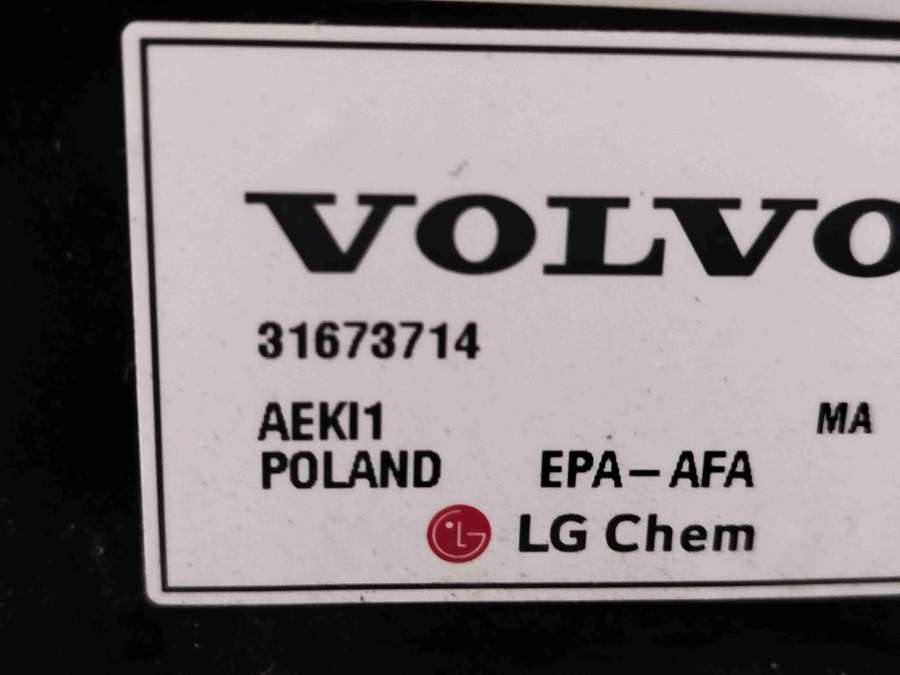 VOLVO
31673714
AEKI1 MA
POLAND EPA-AFA
LG Chem